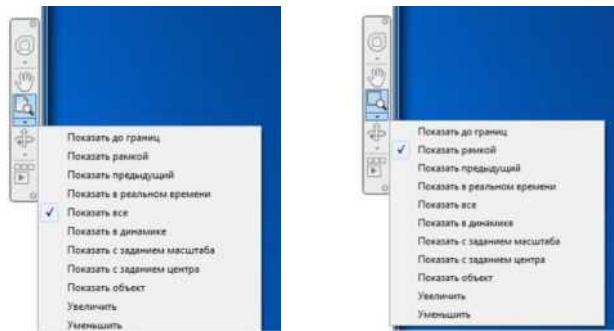 Показать до границ
Показать рамкой
Показать предыдущий
Показать в реальном времени
Показать все
Показать в динамике
Показать с заданием масштаба
Показать с заданием центра
Показать объект
Увеличить
Уменьшить
Показать до границ
Показать рамкой
Показать предыдущий
Показать в реальном времени
Показать все
Показать в динамике
Показать с заданием масштаба
Показать с заданием центра
Показать объект
Увеличить
Уменьшить